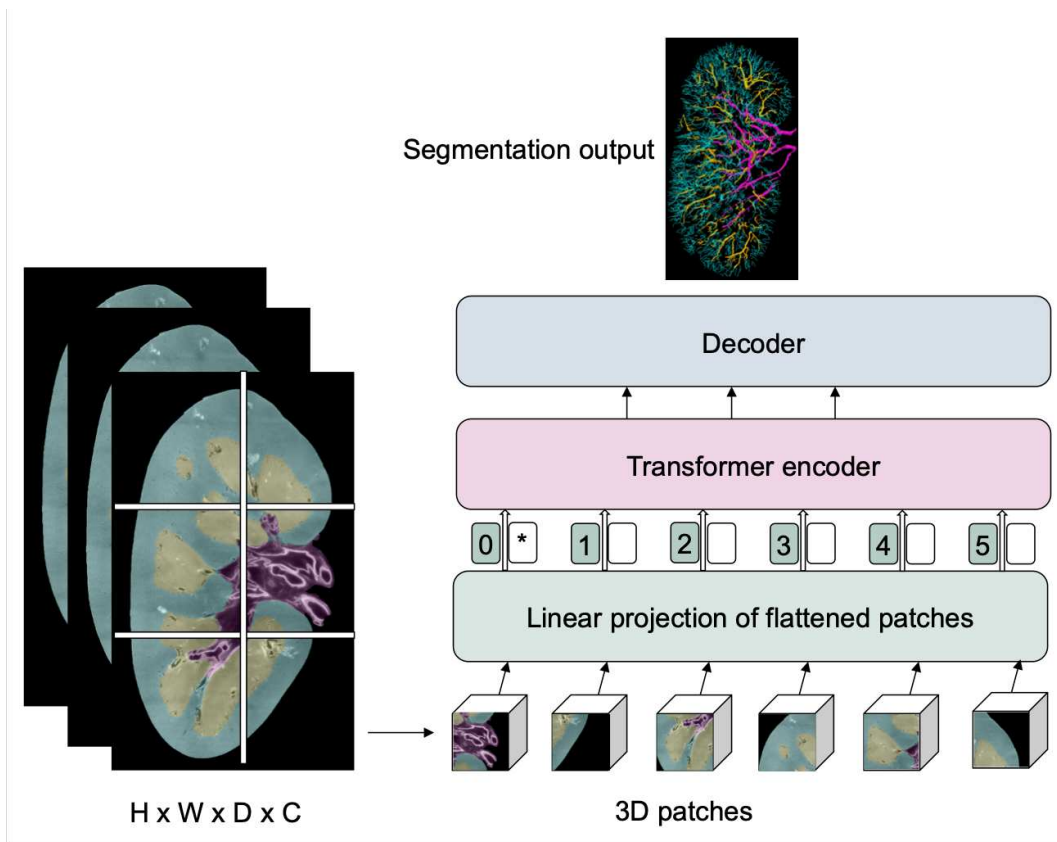 Segmentation output
Decoder
Transformer encoder
0 * 1 2 3 4 5
Linear projection of flattened patches
H x W x D x C
3D patches